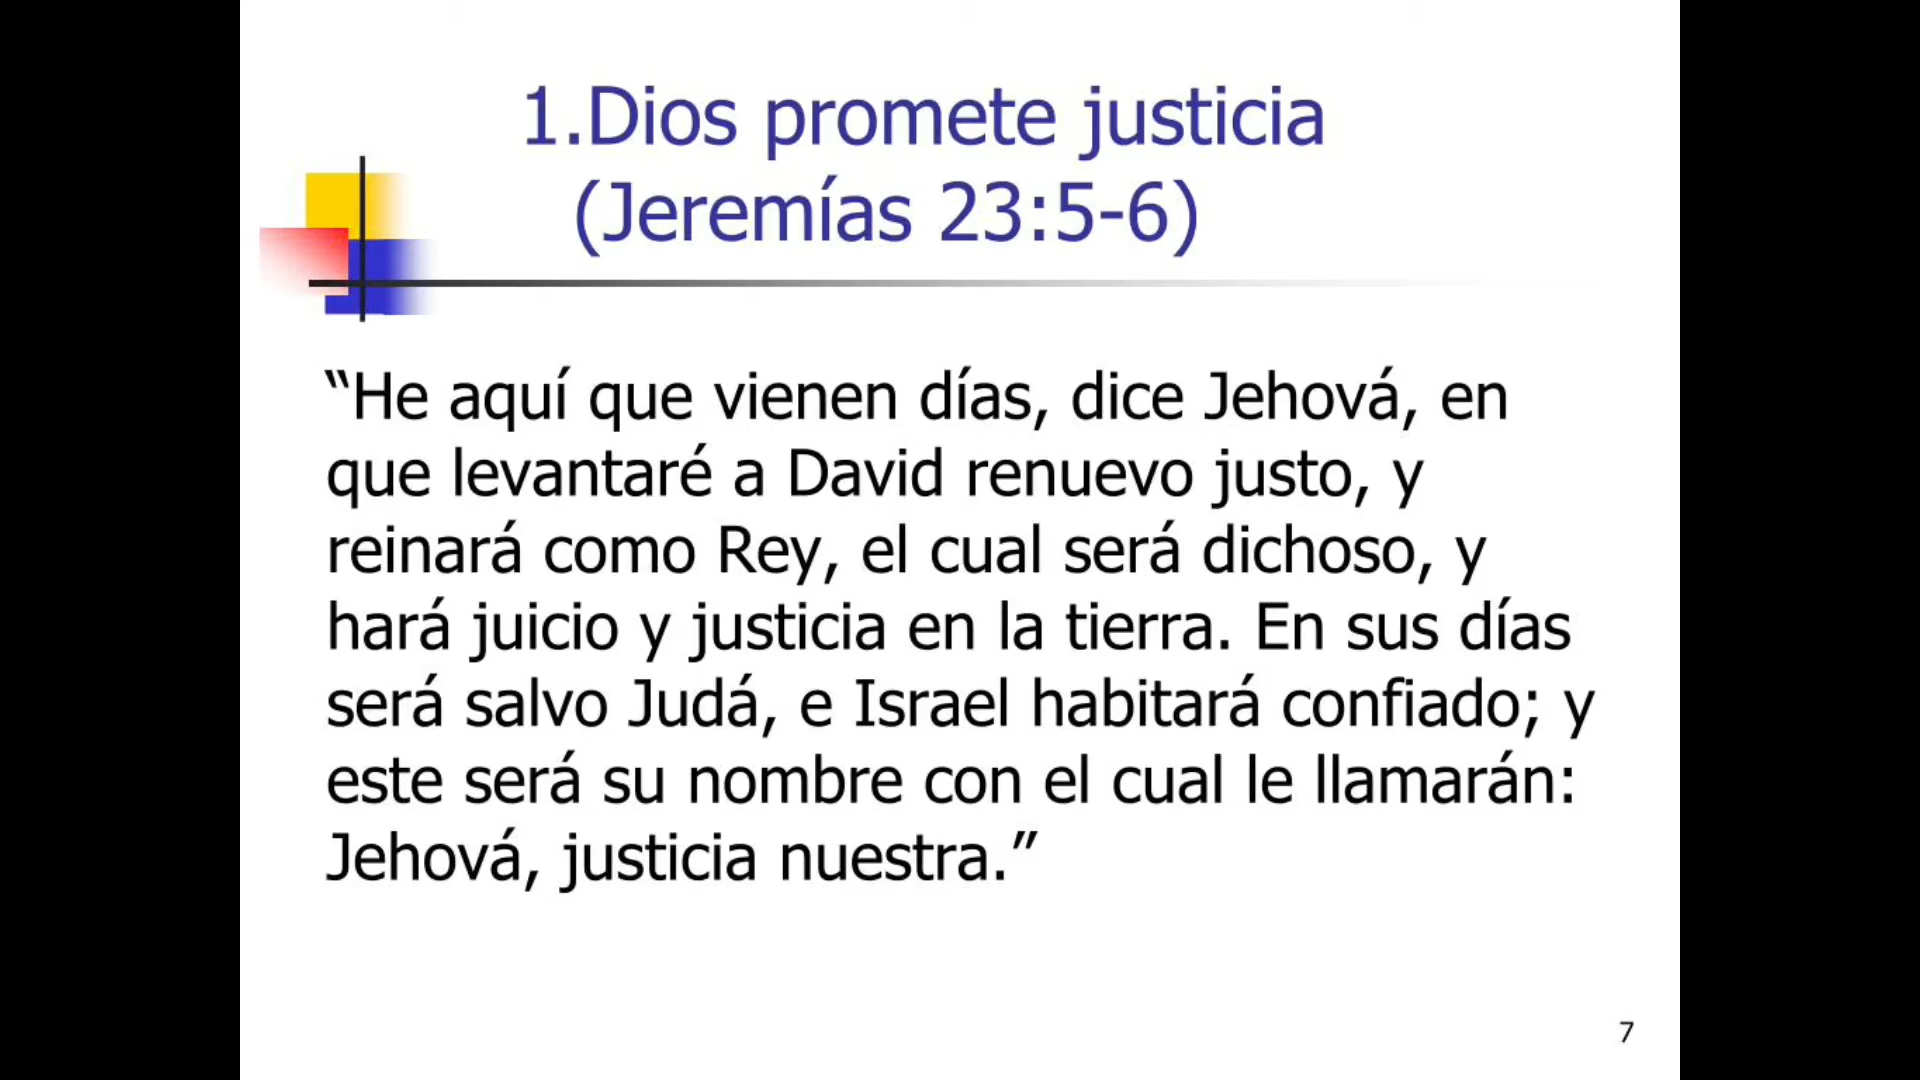 1.Dios promete justicia
(Jeremías 23:5-6)
“He aquí que vienen días, dice Jehová, en
que levantaré a David renuevo justo, y
reinará como Rey, el cual será dichoso, y
hará juicio y justicia en la tierra. En sus días
será salvo Judá, e Israel habitará confiado; y
este será su nombre con el cual le llamarán:
Jehová, justicia nuestra.”
7